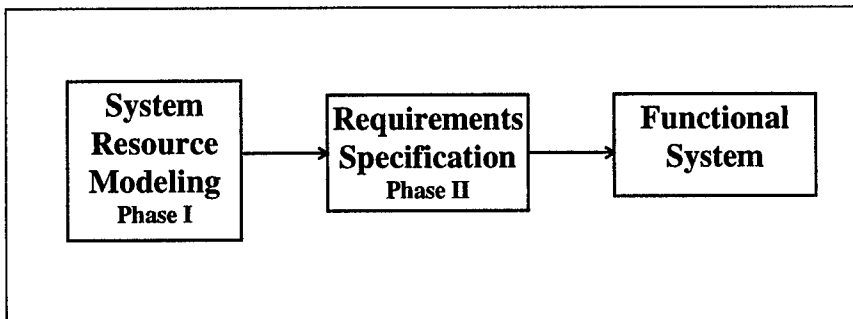 System
Resource
Modeling
Phase I
Requirements
Specification
Phase II
Functional
System